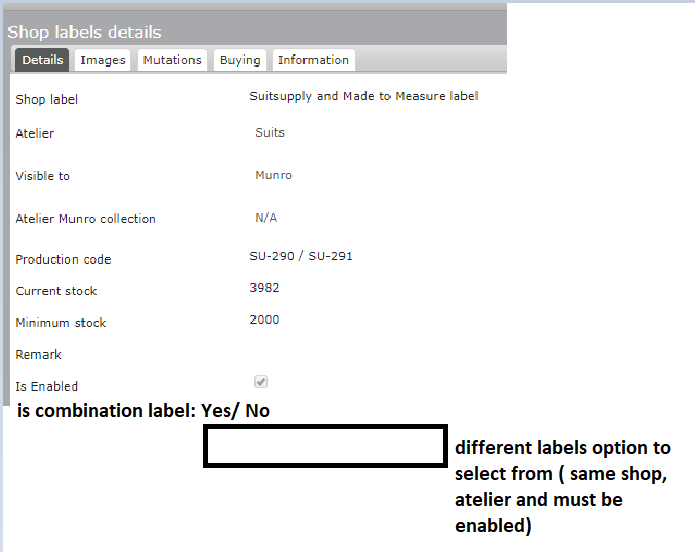 Shop labels details
Details Images Mutations Buying Information
Shop label Suitsupply and Made to Measure label
Atelier Suits
Visible to Munro
Atelier Munro collection N/A
Production code SU-290 / SU-291
Current stock 3982
Minimum stock 2000
Remark
Is Enabled
is combination label: Yes/ No
different labels option to
select from ( same shop,
atelier and must be
enabled)